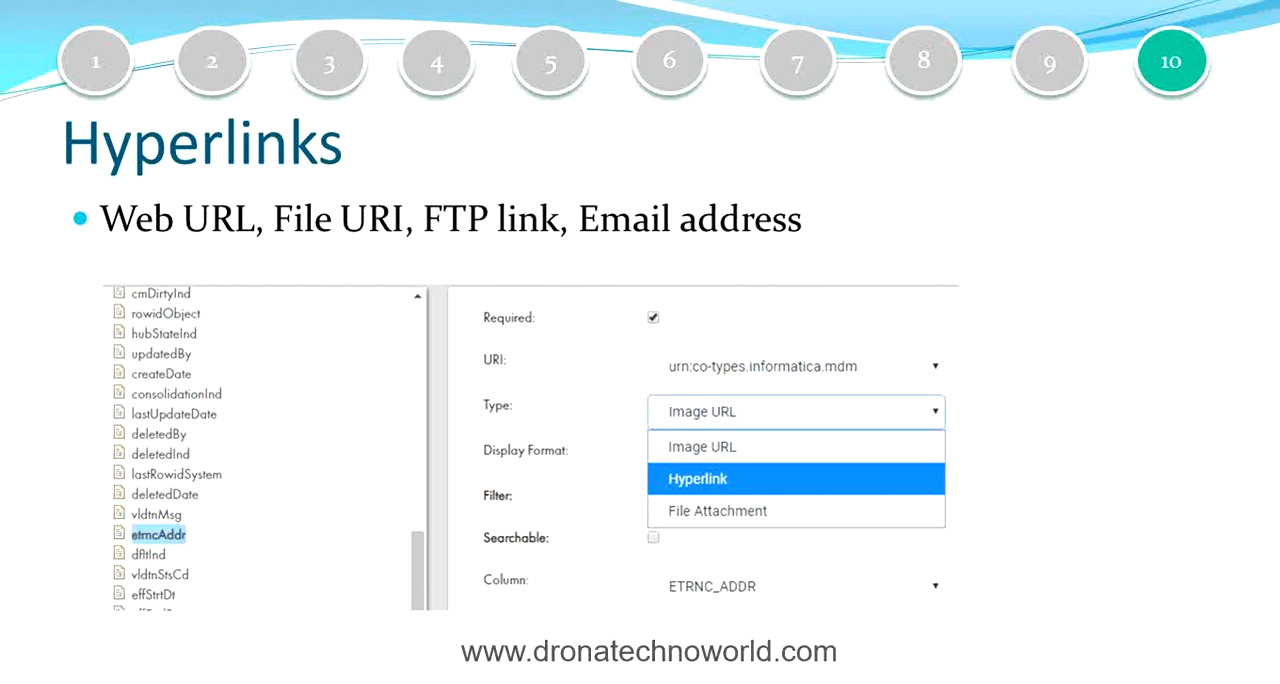 1 2 3 4 5 6 7 8 9 10
Hyperlinks
Web URL, File URI, FTP link, Email address
cmDirtyInd
rowidObject
hubStateInd
updatedBy
createDate
consolidationInd
lastUpdateDate
deletedBy
deletedInd
lastRowidSystem
deletedDate
vldtnMsg
etrncAddr
dfltInd
vldtnStsCd
effStrtDt
Required:
URI: urn:co-types.informatica.mdm
Type: Image URL
Image URL
Display Format:
Hyperlink
Filter:
File Attachment
Searchable:
Column: ETRNC_ADDR
www.dronatechnoworld.com